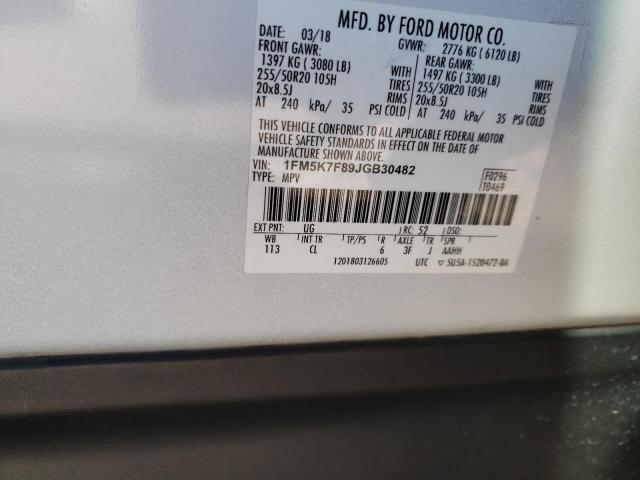 MFD. BY FORD MOTOR CO.
DATE: 03/18 GVWR: 2776 KG ( 6120 LB)
FRONT GAWR: REAR GAWR:
1397 KG ( 3080 LB) WITH 1497 KG ( 3300 LB) WITH
255/50R20 105H TIRES 255/50R20 105H TIRES
20x8.5J RIMS 20x8.5J RIMS
AT 240 kPa/ 35 PSI COLD AT 240 kPa/ 35 PSI COLD
THIS VEHICLE CONFORMS TO ALL APPLICABLE FEDERAL MOTOR
VEHICLE SAFETY STANDARDS IN EFFECT ON THE DATE OF
MANUFACTURE SHOWN ABOVE.
VIN: 1FM5K7F89JGB30482 F0296
TYPE: MPV T0469
EXT PNT: UG RC: 52 DSO:
WB INT TR TP/PS R AXLE TR SPR
113 CL 6 3F J AAHH
1201803126605 UTC ▽ 5U5A-1520472-BA